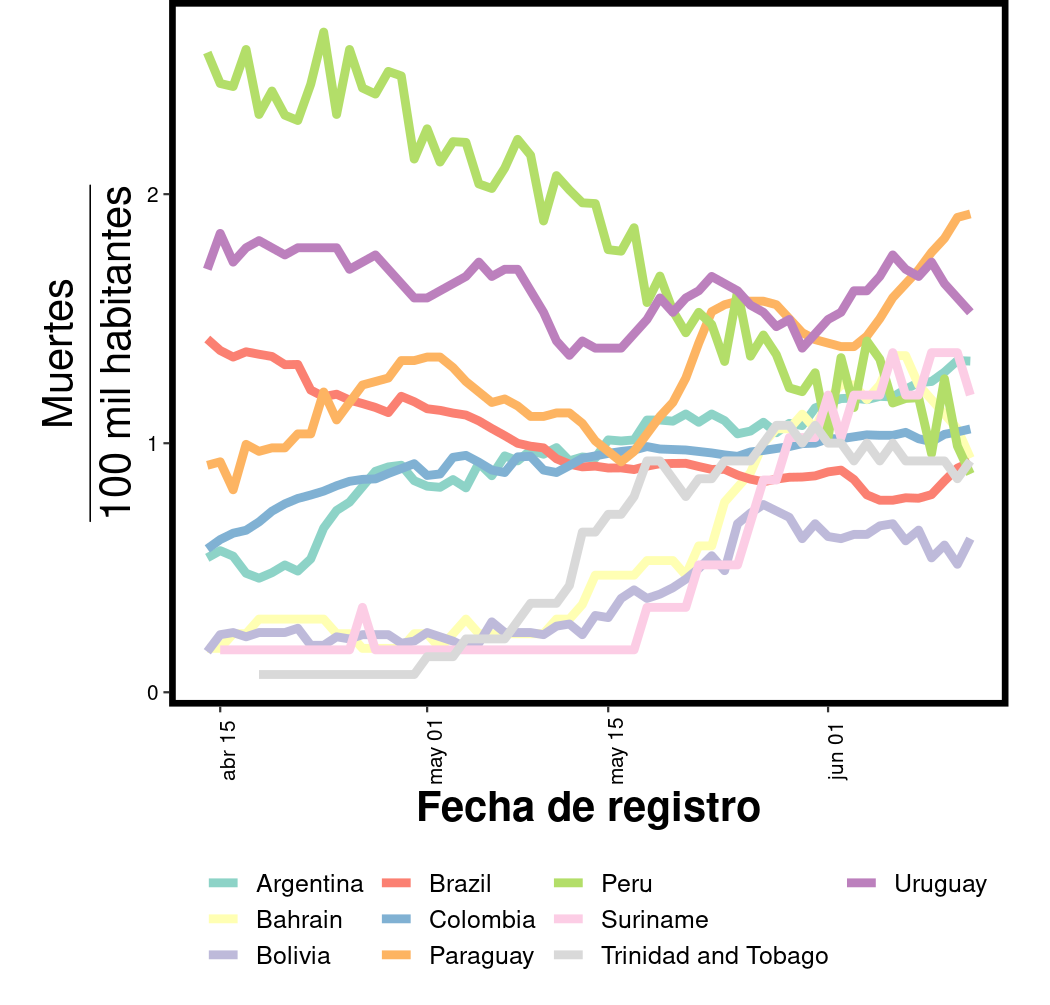 Muertes
100 mil habitantes
2
1
0
abr 15
may 01
may 15
jun 01
Fecha de registro
Argentina
Brazil
Peru
Uruguay
Bahrain
Colombia
Suriname
Bolivia
Paraguay
Trinidad and Tobago